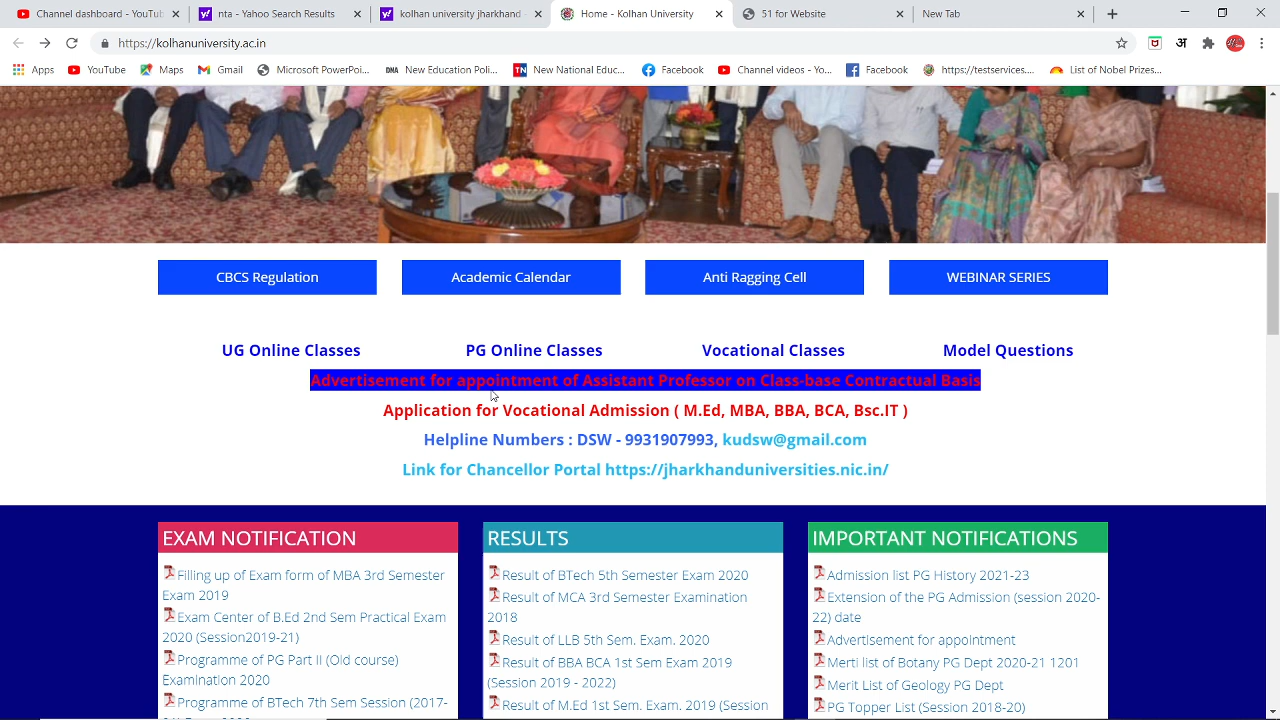 dance - YouTub
kolhan university jharkhand - Ya
Home - Kolhan University
51 for Website
New Tab
https://kolhanuniversity.ac.in
Apps YouTube Maps Gmail Microsoft PowerPoi... DNA New Education Poli... TN New National Educ... Facebook Channel videos - Yo... Facebook https://testservices.... List of Nobel Prizes...
CBCS Regulation Academic Calendar Anti Ragging Cell WEBINAR SERIES
UG Online Classes PG Online Classes Vocational Classes Model Questions
Advertisement for appointment of Assistant Professor on Class-base Contractual Basis
Application for Vocational Admission ( M.Ed, MBA, BBA, BCA, Bsc.IT )
Helpline Numbers : DSW - 9931907993, kudsw@gmail.com
Link for Chancellor Portal https://jharkhanduniversities.nic.in/
EXAM NOTIFICATION
Filling up of Exam form of MBA 3rd Semester
Exam 2019
Exam Center of B.Ed 2nd Sem Practical Exam
2020 (Session2019-21)
Programme of PG Part II (Old course)
Examination 2020
Programme of BTech 7th Sem Session (2017-
RESULTS
Result of BTech 5th Semester Exam 2020
Result of MCA 3rd Semester Examination
2018
Result of LLB 5th Sem. Exam. 2020
Result of BBA BCA 1st Sem Exam 2019
(Session 2019 - 2022)
Result of M.Ed 1st Sem. Exam. 2019 (Session
IMPORTANT NOTIFICATIONS
Admission list PG History 2021-23
Extension of the PG Admission (session 2020-
22) date
Advertisement for appointment
Merti list of Botany PG Dept 2020-21 1201
Merit List of Geology PG Dept
PG Topper List (Session 2018-20)